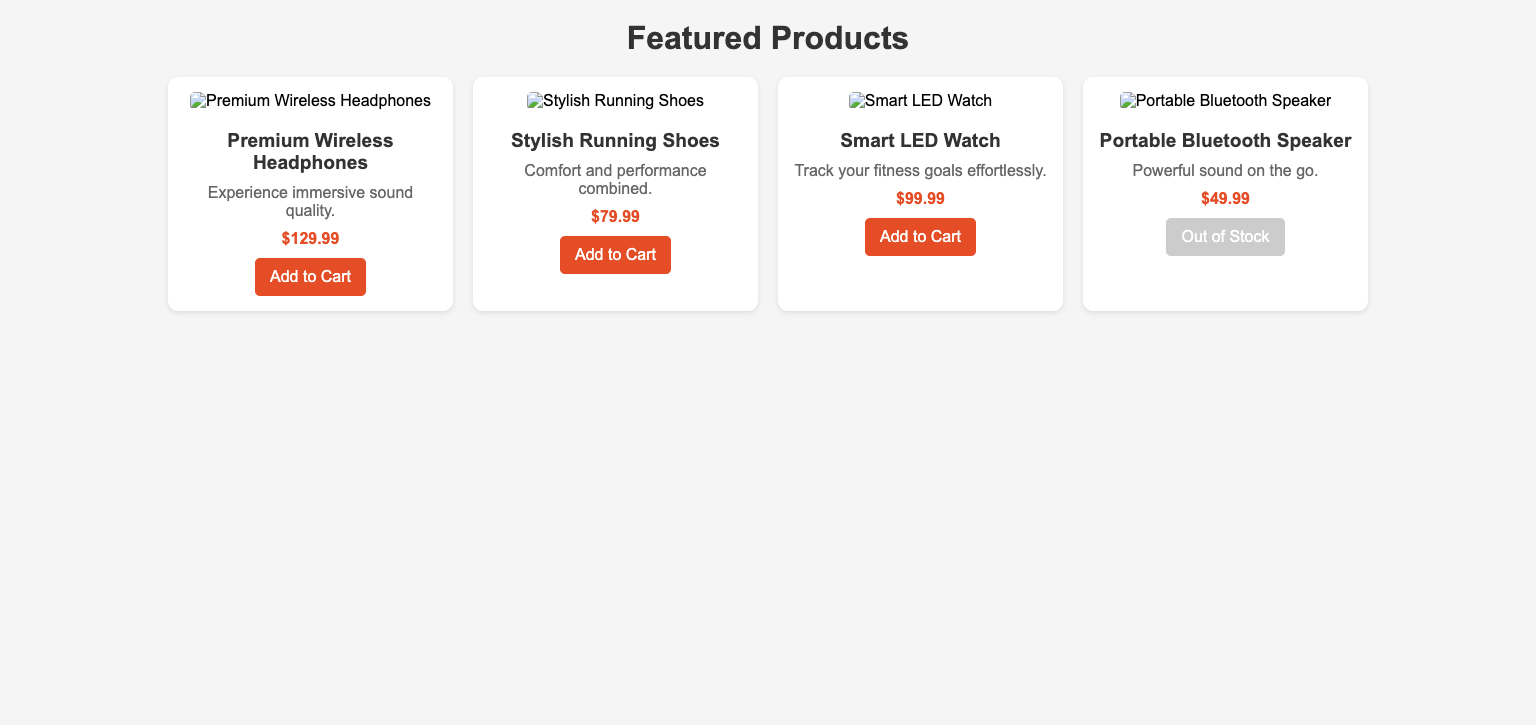 Featured Products
Premium Wireless Headphones
Premium Wireless
Headphones
Experience immersive sound
quality.
$129.99
Add to Cart
Stylish Running Shoes
Stylish Running Shoes
Comfort and performance
combined.
$79.99
Add to Cart
Smart LED Watch
Smart LED Watch
Track your fitness goals effortlessly.
$99.99
Add to Cart
Portable Bluetooth Speaker
Portable Bluetooth Speaker
Powerful sound on the go.
$49.99
Out of Stock